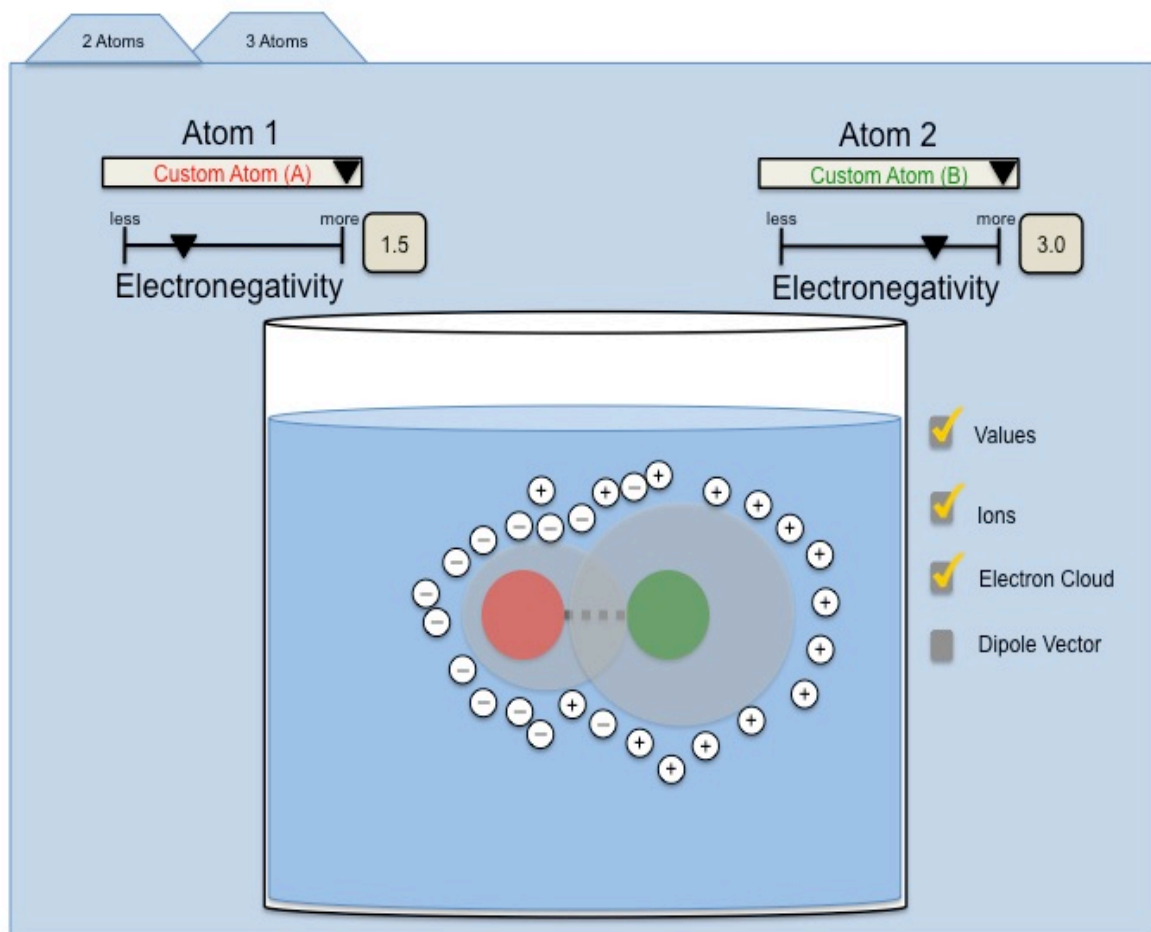 2 Atoms
3 Atoms
Atom 1
Custom Atom (A)
less
more
1.5
Electronegativity
Atom 2
Custom Atom (B)
less
more
3.0
Electronegativity
Values
Ions
Electron Cloud
Dipole Vector